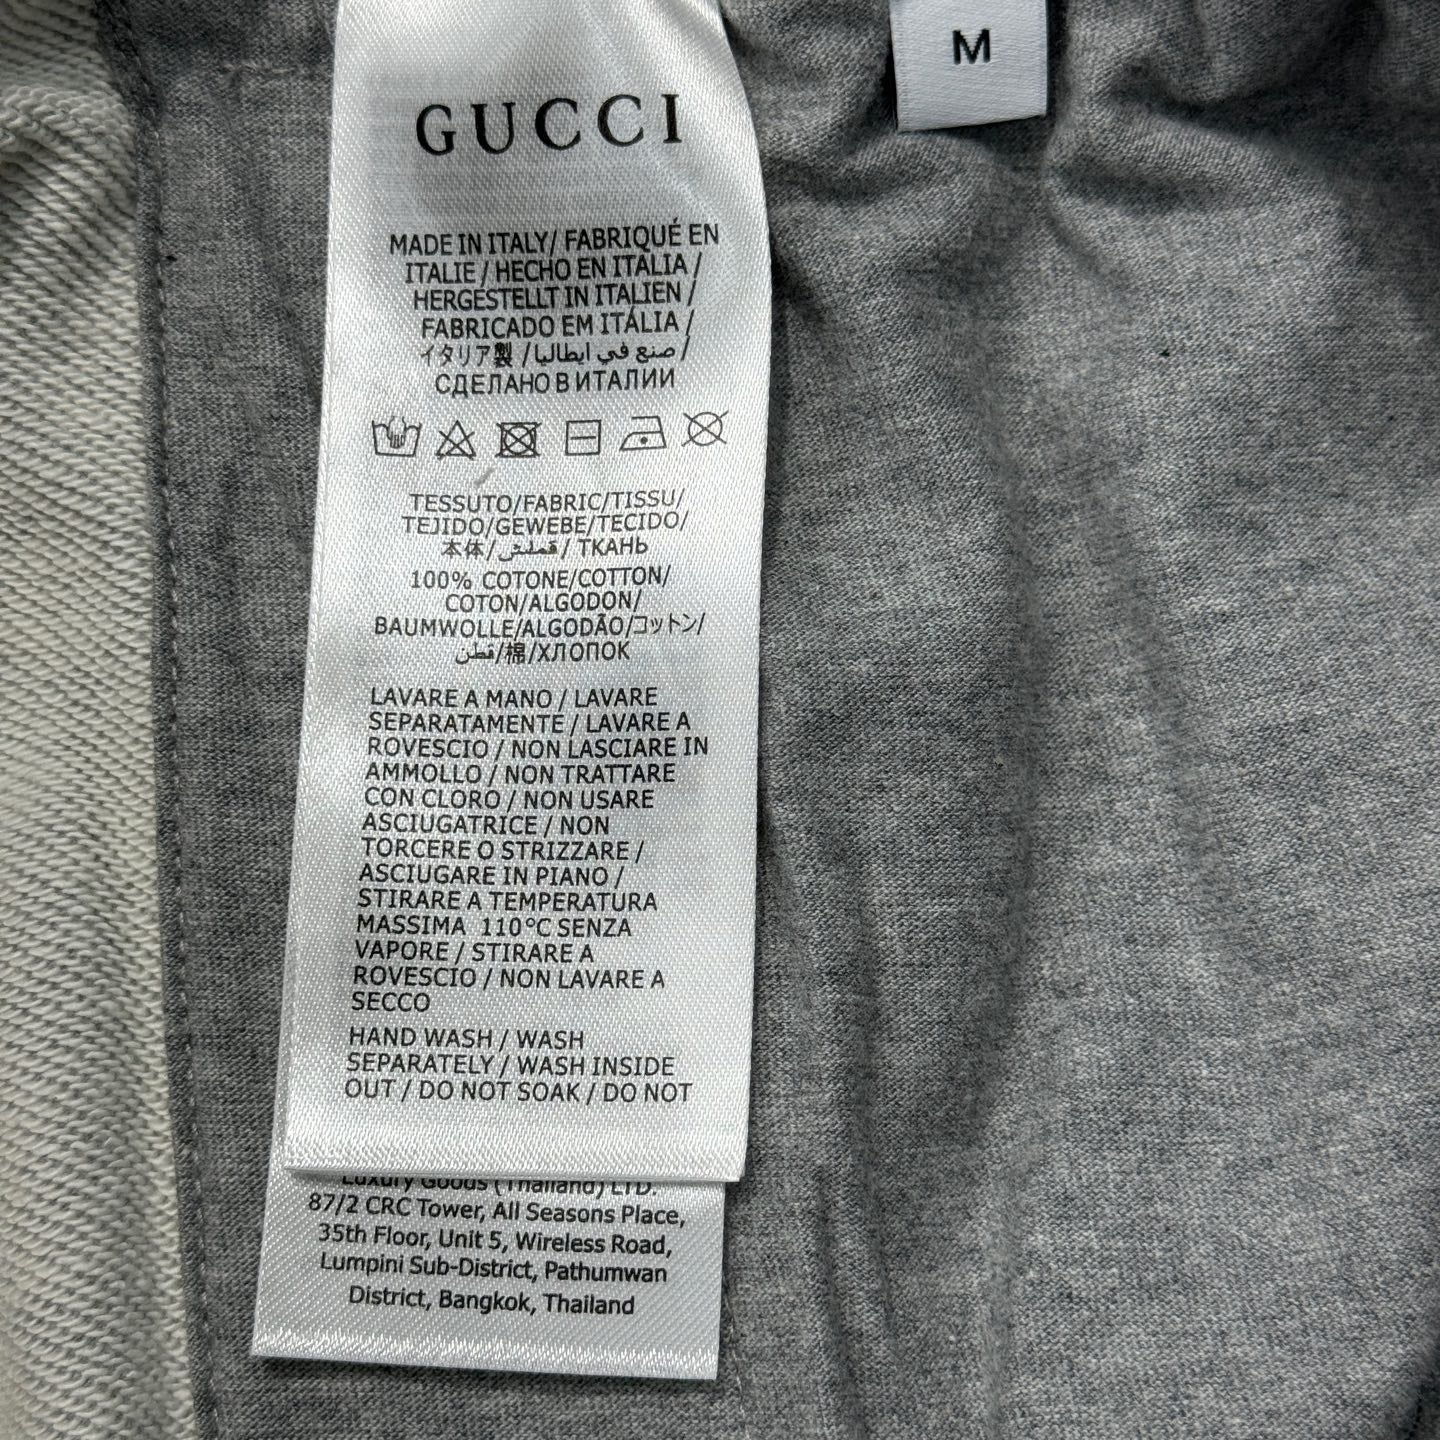 GUCCI
M
MADE IN ITALY/ FABRIQUÉ EN
ITALIE / HECHO EN ITALIA /
HERGESTELLT IN ITALIEN /
FABRICADO EM ITÁLIA /
イタリア製 / صنع في ايطاليا /
СДЕЛАНО В ИТАЛИИ
TESSUTO/FABRIC/TISSU/
TEJIDO/GEWEBE/TECIDO/
本体/ / ТКАНЬ
100% COTONE/COTTON/
COTON/ALGODON/
BAUMWOLLE/ALGODÃO/コットン/
قطن/棉/ХЛОПОК
LAVARE A MANO / LAVARE
SEPARATAMENTE / LAVARE A
ROVESCIO / NON LASCIARE IN
AMMOLLO / NON TRATTARE
CON CLORO / NON USARE
ASCIUGATRICE / NON
TORCERE O STRIZZARE /
ASCIUGARE IN PIANO /
STIRARE A TEMPERATURA
MASSIMA 110°C SENZA
VAPORE / STIRARE A
ROVESCIO / NON LAVARE A
SECCO
HAND WASH / WASH
SEPARATELY / WASH INSIDE
OUT / DO NOT SOAK / DO NOT
Luxury Goods (Thailand) LTD.
87/2 CRC Tower, All Seasons Place,
35th Floor, Unit 5, Wireless Road,
Lumpini Sub-District, Pathumwan
District, Bangkok, Thailand